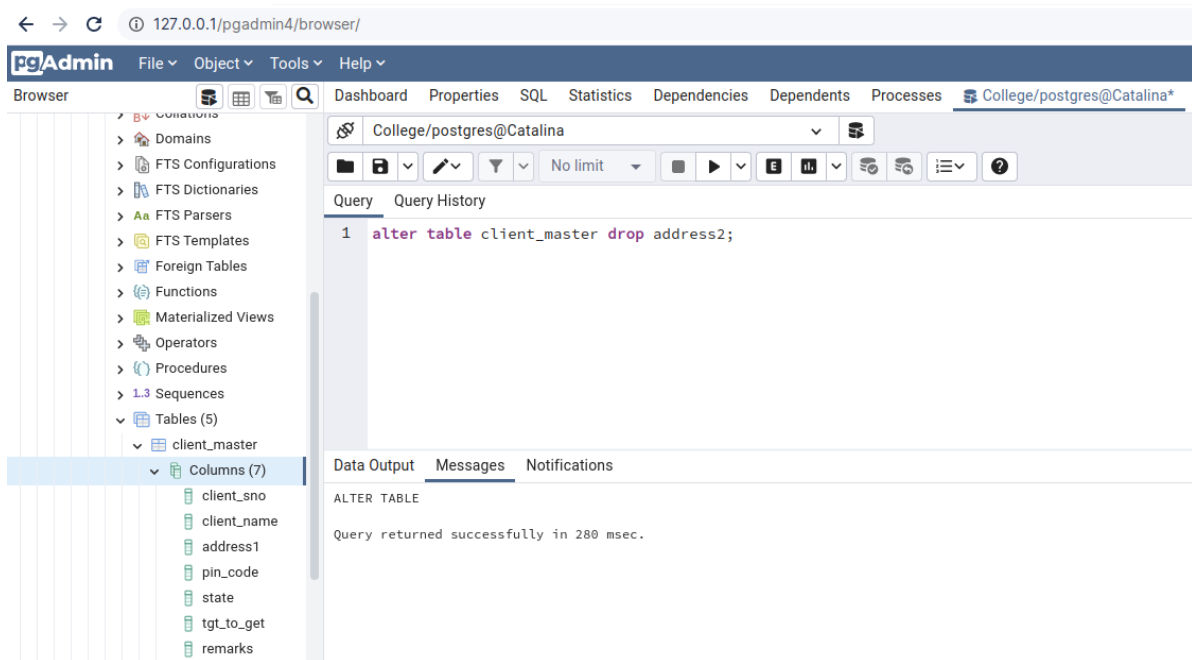 127.0.0.1/pgadmin4/browser/
pgAdmin File Object Tools Help
Browser Dashboard Properties SQL Statistics Dependencies Dependents Processes College/postgres@Catalina*
Collations
Domains
FTS Configurations
FTS Dictionaries
Aa FTS Parsers
FTS Templates
Foreign Tables
Functions
Materialized Views
Operators
Procedures
1..3 Sequences
Tables (5)
client_master
Columns (7)
client_sno
client_name
address1
pin_code
state
tgt_to_get
remarks
College/postgres@Catalina
No limit E
Query Query History
1 alter table client_master drop address2;
Data Output Messages Notifications
ALTER TABLE
Query returned successfully in 280 msec.